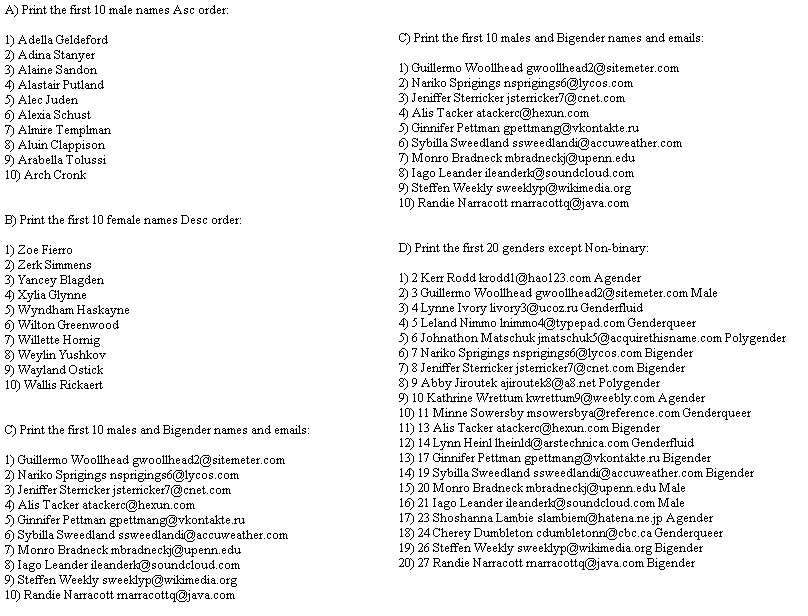 A) Print the first 10 male names Asc order:
1) Adella Geldeford
2) Adina Stanyer
3) Alaine Sandon
4) Alastair Putland
5) Alec Juden
6) Alexia Schust
7) Almire Templman
8) Aluin Clappison
9) Arabella Tolussi
10) Arch Cronk
B) Print the first 10 female names Desc order:
1) Zoe Fierro
2) Zerk Simmens
3) Yancey Blagden
4) Xylia Glynne
5) Wyndham Haskayne
6) Wilton Greenwood
7) Willette Hornig
8) Weylin Yushkov
9) Wayland Ostick
10) Wallis Rickaert
C) Print the first 10 males and Bigender names and emails:
1) Guillermo Woollhead gwoollhead2@sitemeter.com
2) Nariko Sprigings nsprigings6@lycos.com
3) Jeniffer Sterricker jsterricker7@cnet.com
4) Alis Tacker atackerc@hexun.com
5) Ginnifer Pettman gpettmang@vkontakte.ru
6) Sybilla Sweedland ssweedlandi@accuweather.com
7) Monro Bradneck mbradneckj@upenn.edu
8) Iago Leander ileanderk@soundcloud.com
9) Steffen Weekly sweeklyp@wikimedia.org
10) Randie Narracott rnarracottq@java.com
C) Print the first 10 males and Bigender names and emails:
1) Guillermo Woollhead gwoollhead2@sitemeter.com
2) Nariko Sprigings nsprigings6@lycos.com
3) Jeniffer Sterricker jsterricker7@cnet.com
4) Alis Tacker atackerc@hexun.com
5) Ginnifer Pettman gpettmang@vkontakte.ru
6) Sybilla Sweedland ssweedlandi@accuweather.com
7) Monro Bradneck mbradneckj@upenn.edu
8) Iago Leander ileanderk@soundcloud.com
9) Steffen Weekly sweeklyp@wikimedia.org
10) Randie Narracott rnarracottq@java.com
D) Print the first 20 genders except Non-binary:
1) 2 Kerr Rodd krodd1@hao123.com Agender
2) 3 Guillermo Woollhead gwoollhead2@sitemeter.com Male
3) 4 Lynne Ivory livory3@ucoz.ru Genderfluid
4) 5 Leland Nimmo lnimmo4@typepad.com Genderqueer
5) 6 Johnathon Matschuk jmatschuk5@acquirethisname.com Polygender
6) 7 Nariko Sprigings nsprigings6@lycos.com Bigender
7) 8 Jeniffer Sterricker jsterricker7@cnet.com Bigender
8) 9 Abby Jiroutek ajiroutek8@a8.net Polygender
9) 10 Kathrine Wrettum kwrettum9@weebly.com Agender
10) 11 Minne Sowersby msowersbya@reference.com Genderqueer
11) 13 Alis Tacker atackerc@hexun.com Bigender
12) 14 Lynn Heinl lheinld@arstechnica.com Genderfluid
13) 17 Ginnifer Pettman gpettmang@vkontakte.ru Bigender
14) 19 Sybilla Sweedland ssweedlandi@accuweather.com Bigender
15) 20 Monro Bradneck mbradneckj@upenn.edu Male
16) 21 Iago Leander ileanderk@soundcloud.com Male
17) 23 Shoshanna Lambie slambiem@hatena.ne.jp Agender
18) 24 Cherey Dumbleton cdumbletonn@cbc.ca Genderqueer
19) 26 Steffen Weekly sweeklyp@wikimedia.org Bigender
20) 27 Randie Narracott rnarracottq@java.com Bigender